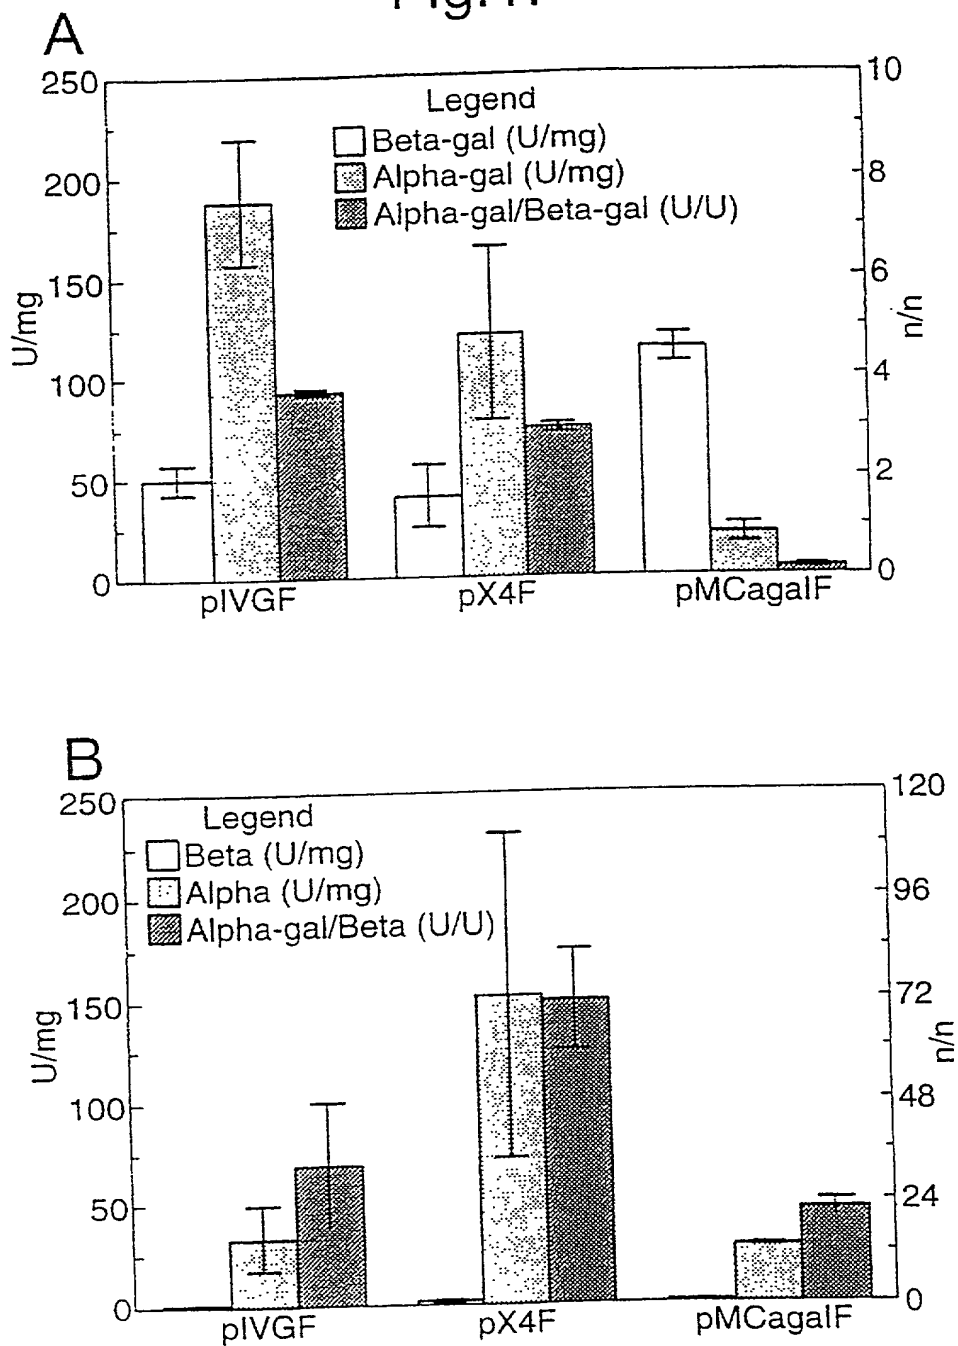 A
250
200
150
100
50
0
U/mg
10
8
6
4
2
0
n/n
Legend
Beta-gal (U/mg)
Alpha-gal (U/mg)
Alpha-gal/Beta-gal (U/U)
pIVGF
pX4F
pMCagalF
B
250
200
150
100
50
0
U/mg
120
96
72
48
24
0
n/n
Legend
Beta (U/mg)
Alpha (U/mg)
Alpha-gal/Beta (U/U)
pIVGF
pX4F
pMCagalF